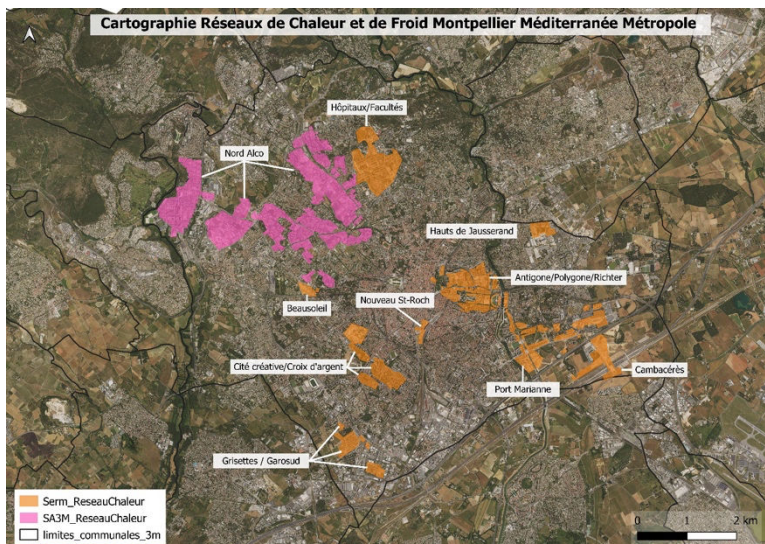 Cartographie Réseaux de Chaleur et de Froid Montpellier Méditerranée Métropole
Hôpitaux/Facultés
Nord Alco
Hauts de Jausserand
Antigone/Polygone/Richter
Nouveau St-Roch
Beausoleil
Cité créative/Croix d'argent
Port Marianne
Cambacérès
Grisettes / Garosud
Serm_ReseauChaleur
SA3M_ReseauChaleur
limites_communales_3m
0 1 2 km